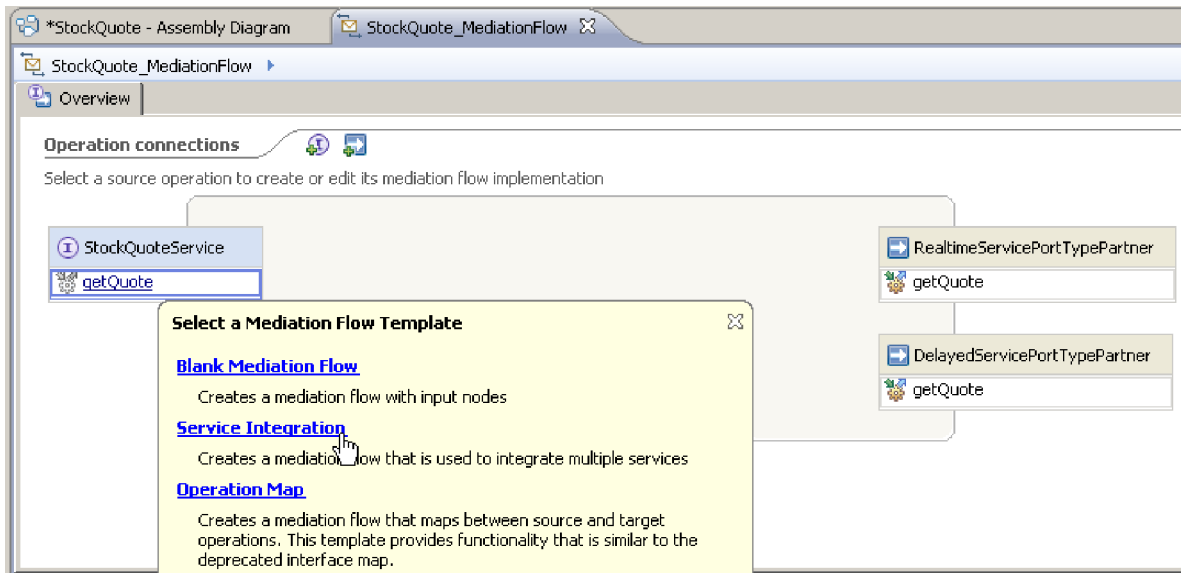 *StockQuote - Assembly Diagram
StockQuote_MediationFlow
StockQuote_MediationFlow
Overview
Operation connections
Select a source operation to create or edit its mediation flow implementation
StockQuoteService
getQuote
RealtimeServicePortTypePartner
getQuote
DelayedServicePortTypePartner
getQuote
Select a Mediation Flow Template
Blank Mediation Flow
Creates a mediation flow with input nodes
Service Integration
Creates a mediation flow that is used to integrate multiple services
Operation Map
Creates a mediation flow that maps between source and target
operations. This template provides functionality that is similar to the
deprecated interface map.